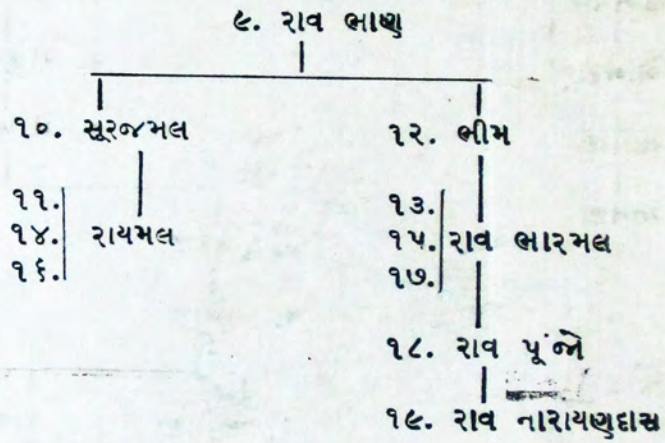 ૯. રાવ ભાણ
૧૦. સૂરજમલ ૧૨. ભીમ
૧૧. ૧૩.
૧૪. રાયમલ ૧૫. રાવ ભારમલ
૧૬. ૧૭.
૧૮. રાવ પૂંજો
૧૯. રાવ નારાયણદાસ